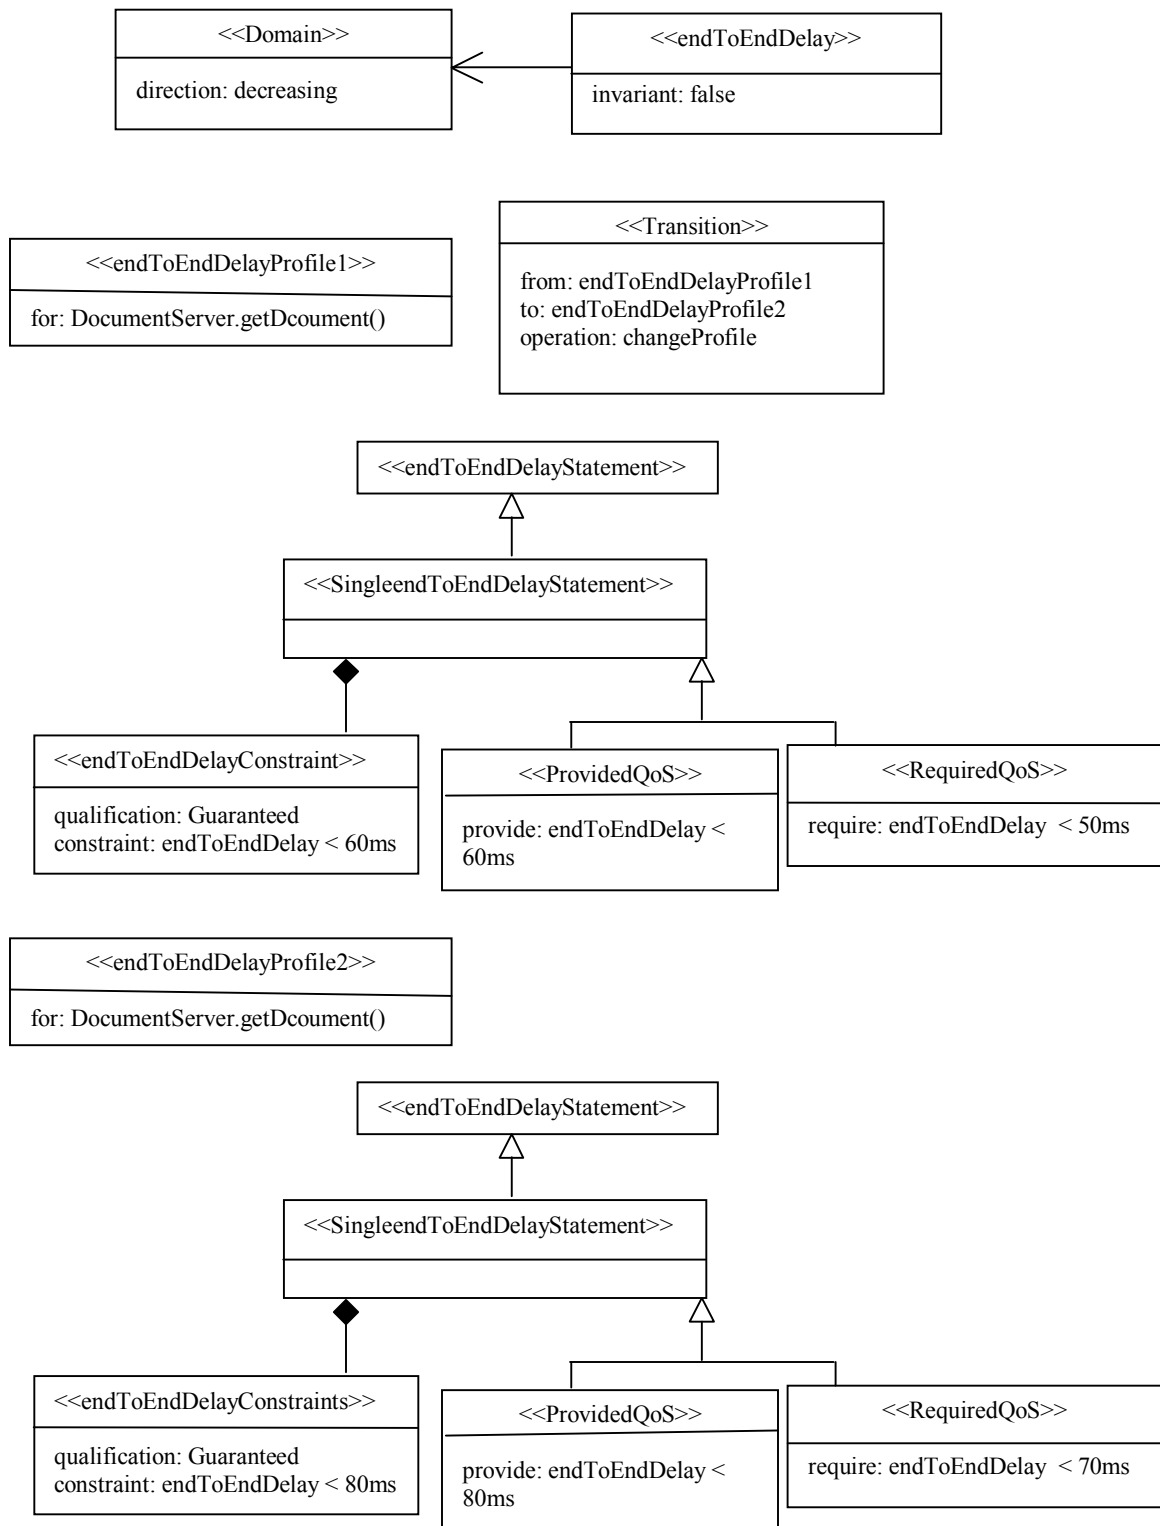 <<Domain>>
direction: decreasing
<<endToEndDelay>>
invariant: false
<<endToEndDelayProfile1>>
for: DocumentServer.getDcoument()
<<Transition>>
from: endToEndDelayProfile1
to: endToEndDelayProfile2
operation: changeProfile
<<endToEndDelayStatement>>
<<SingleendToEndDelayStatement>>
<<endToEndDelayConstraint>>
qualification: Guaranteed
constraint: endToEndDelay < 60ms
<<ProvidedQoS>>
provide: endToEndDelay <
60ms
<<RequiredQoS>>
require: endToEndDelay < 50ms
<<endToEndDelayProfile2>>
for: DocumentServer.getDcoument()
<<endToEndDelayStatement>>
<<SingleendToEndDelayStatement>>
<<endToEndDelayConstraints>>
qualification: Guaranteed
constraint: endToEndDelay < 80ms
<<ProvidedQoS>>
provide: endToEndDelay <
80ms
<<RequiredQoS>>
require: endToEndDelay < 70ms